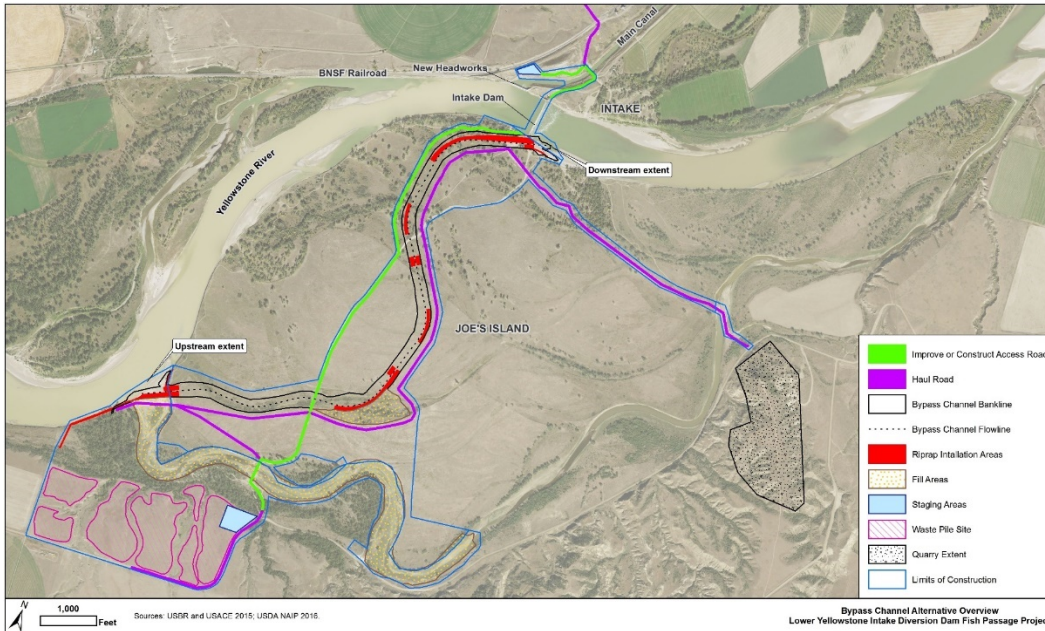 Main Canal
New Headworks
BNSF Railroad
Intake Dam
INTAKE
Downstream extent
Yellowstone River
JOE'S ISLAND
Upstream extent
Improve or Construct Access Road
Haul Road
Bypass Channel Bankline
Bypass Channel Flowline
Riprap Intallation Areas
Fill Areas
Staging Areas
Waste Pile Site
Quarry Extent
Limits of Construction
N
1,000
Feet
Sources: USBR and USACE 2015; USDA NAIP 2016.
Bypass Channel Alternative Overview
Lower Yellowstone Intake Diversion Dam Fish Passage Project